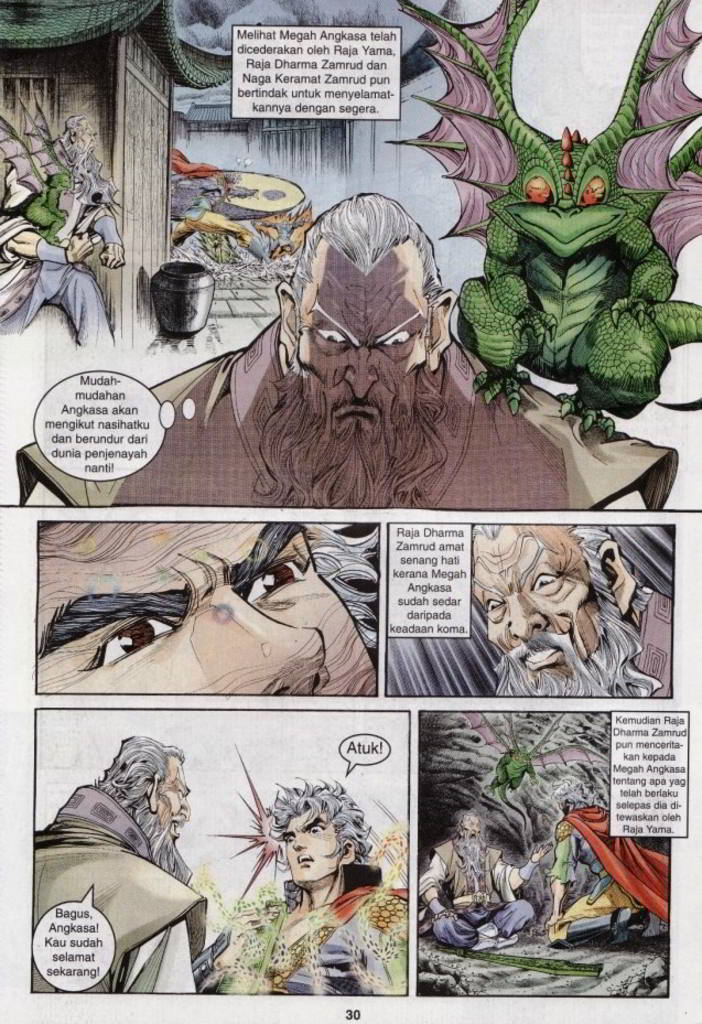 Melihat Megah Angkasa telah
dicederakan oleh Raja Yama,
Raja Dharma Zamrud dan
Naga Keramat Zamrud pun
bertindak untuk menyelamat-
kannya dengan segera.
Mudah-
mudahan
Angkasa akan
mengikut nasihatku
dan berundur dari
dunia penjenayah
nanti!
Raja Dharma
Zamrud amat
senang hati
kerana Megah
Angkasa
sudah sedar
daripada
keadaan koma.
Atuk!
Bagus,
Angkasa!
Kau sudah
selamat
sekarang!
Kemudian Raja
Dharma Zamrud
pun mencerita-
kan kepada
Megah Angkasa
tentang apa yag
telah berlaku
selepas dia di-
tewaskan oleh
Raja Yama.
30